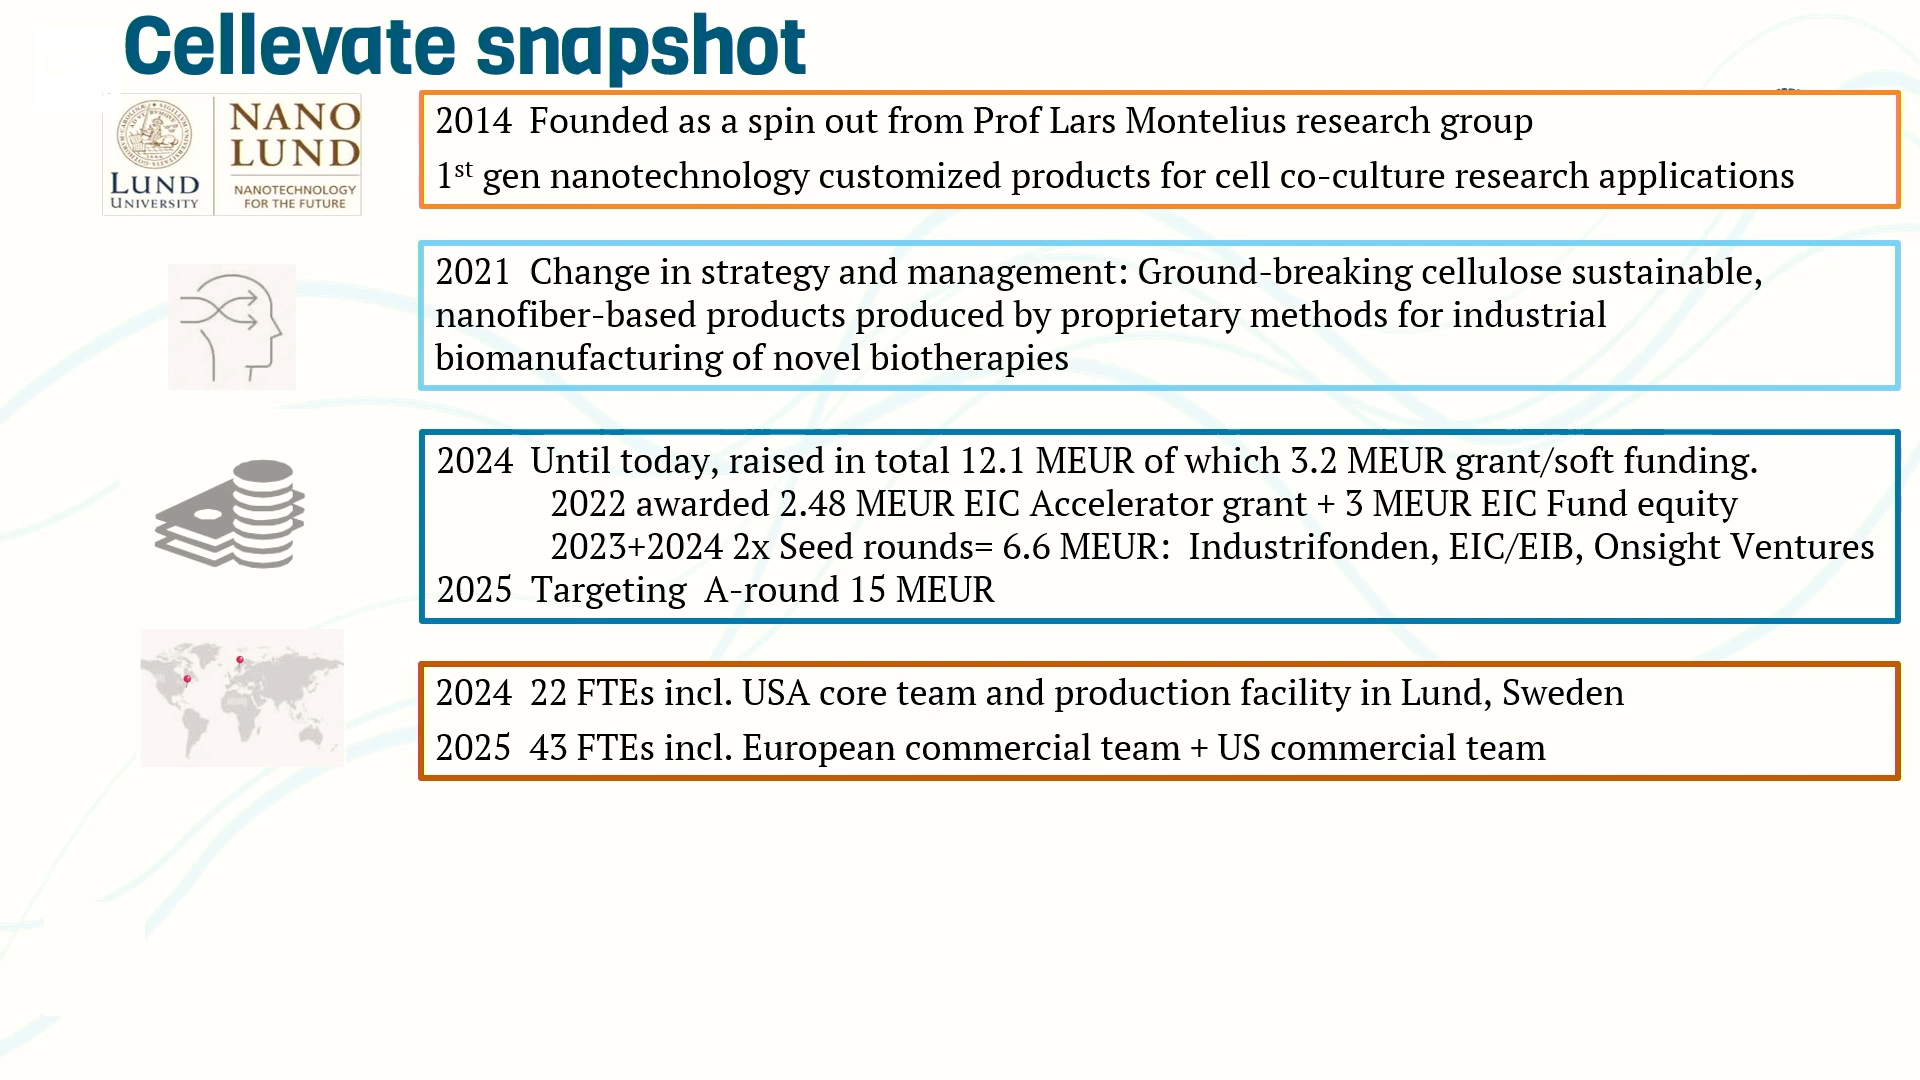 Cellevate snapshot
LUND
UNIVERSITY
NANO
LUND
NANOTECHNOLOGY
FOR THE FUTURE
2014 Founded as a spin out from Prof Lars Montelius research group
1st gen nanotechnology customized products for cell co-culture research applications
2021 Change in strategy and management: Ground-breaking cellulose sustainable,
nanofiber-based products produced by proprietary methods for industrial
biomanufacturing of novel biotherapies
2024 Until today, raised in total 12.1 MEUR of which 3.2 MEUR grant/soft funding.
2022 awarded 2.48 MEUR EIC Accelerator grant + 3 MEUR EIC Fund equity
2023+2024 2x Seed rounds= 6.6 MEUR: Industrifonden, EIC/EIB, Onsight Ventures
2025 Targeting A-round 15 MEUR
2024 22 FTEs incl. USA core team and production facility in Lund, Sweden
2025 43 FTEs incl. European commercial team + US commercial team